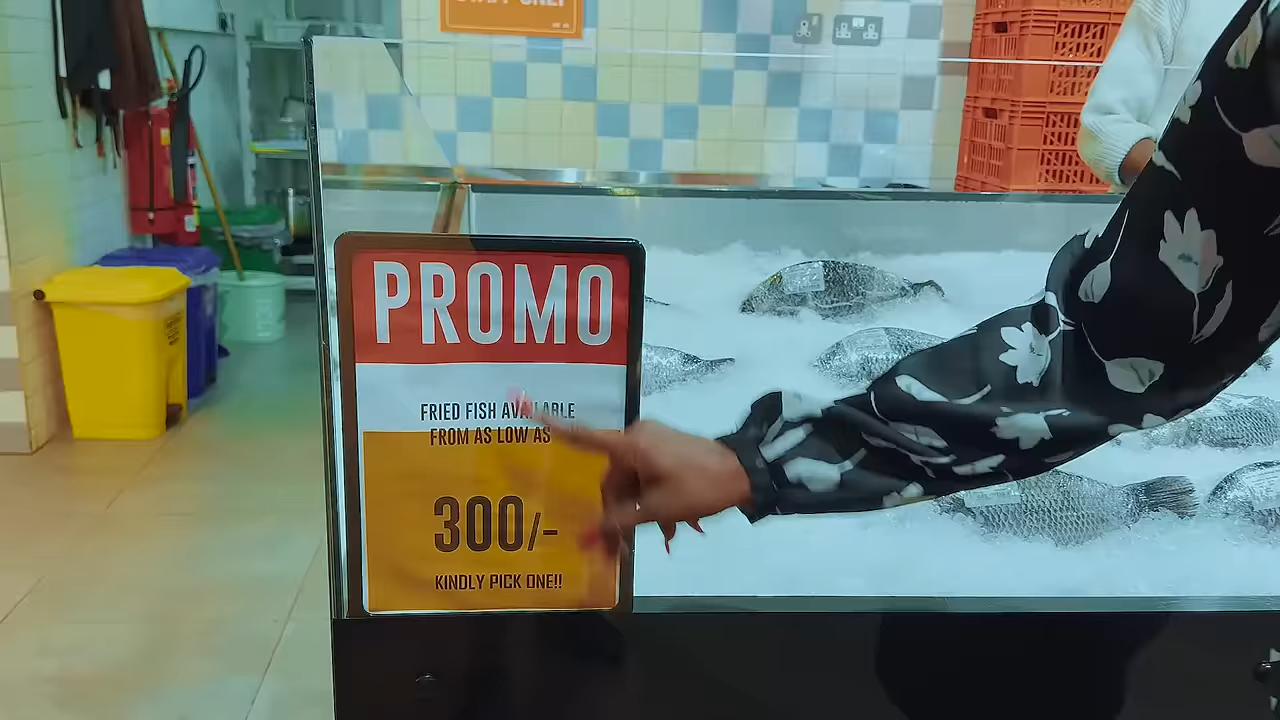 PROMO
FRIED FISH AVAILABLE
FROM AS LOW AS
300/-
KINDLY PICK ONE!!